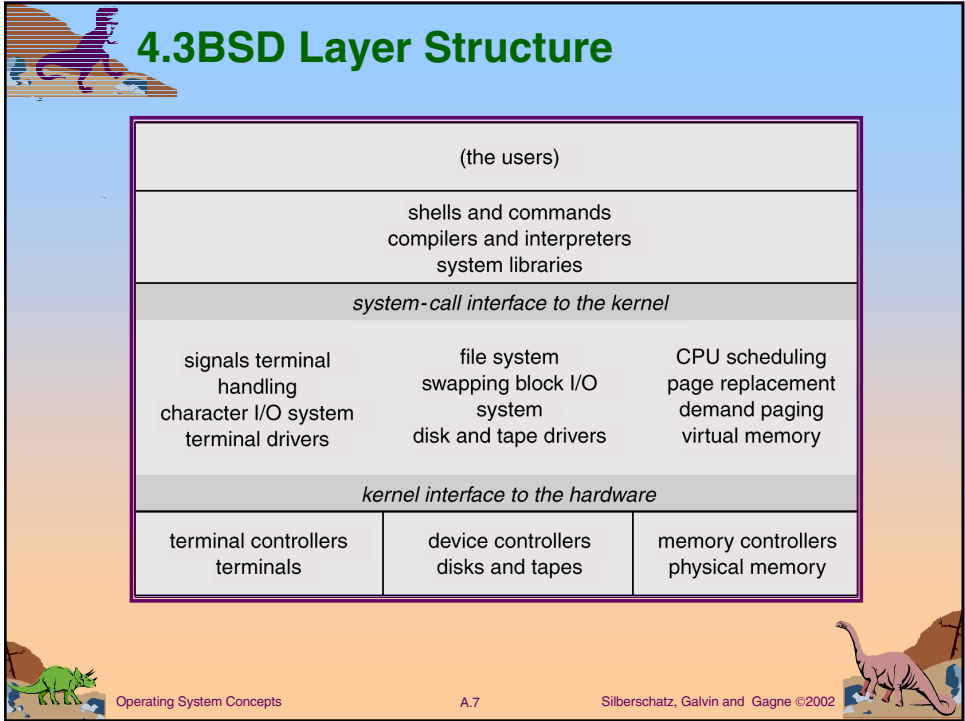 4.3BSD Layer Structure
(the users)
shells and commands
compilers and interpreters
system libraries
system-call interface to the kernel
signals terminal
handling
character I/O system
terminal drivers
file system
swapping block I/O
system
disk and tape drivers
CPU scheduling
page replacement
demand paging
virtual memory
kernel interface to the hardware
terminal controllers
terminals
device controllers
disks and tapes
memory controllers
physical memory
Operating System Concepts
A.7
Silberschatz, Galvin and Gagne ©2002